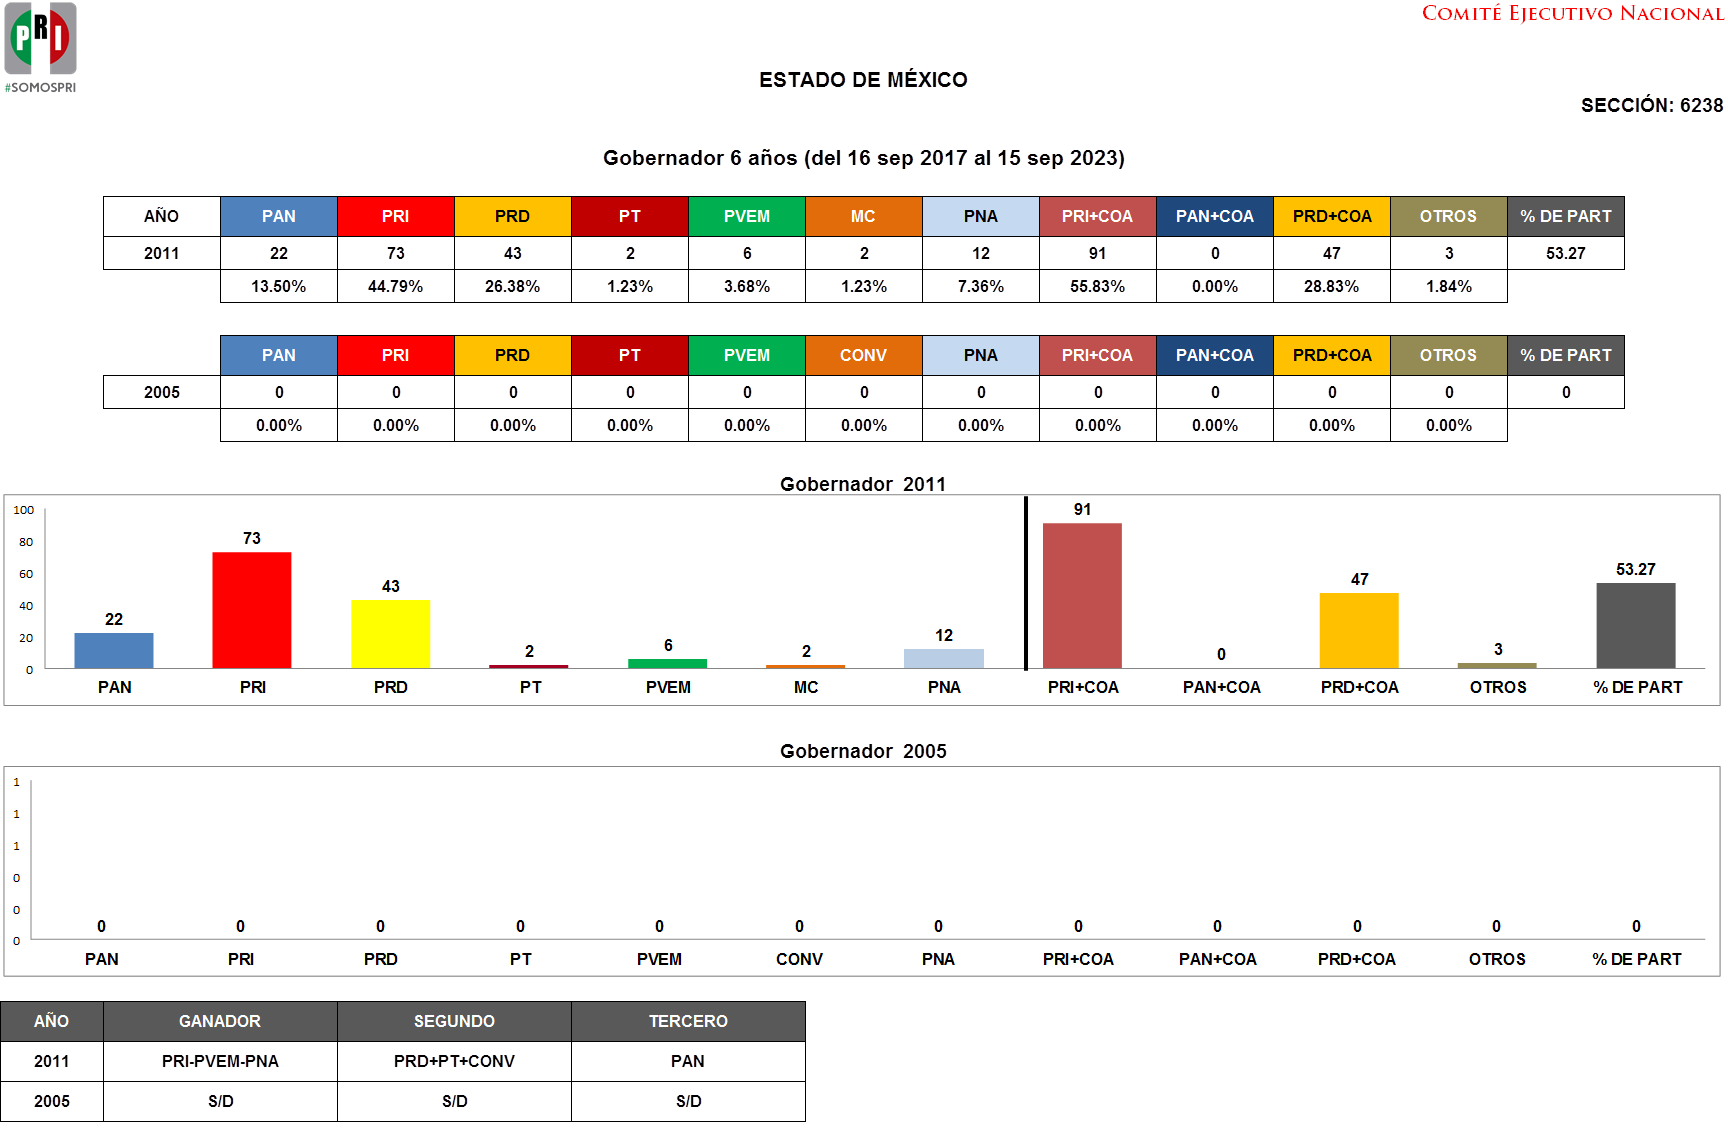 PRI
#SOMOSPRI
COMITÉ EJECUTIVO NACIONAL
ESTADO DE MÉXICO
SECCIÓN: 6238
Gobernador 6 años (del 16 sep 2017 al 15 sep 2023)
AÑO PAN PRI PRD PT PVEM MC PNA PRI+COA PAN+COA PRD+COA OTROS % DE PART
2011 22 73 43 2 6 2 12 91 0 47 3 53.27
13.50% 44.79% 26.38% 1.23% 3.68% 1.23% 7.36% 55.83% 0.00% 28.83% 1.84%
PAN PRI PRD PT PVEM CONV PNA PRI+COA PAN+COA PRD+COA OTROS % DE PART
2005 0 0 0 0 0 0 0 0 0 0 0 0
0.00% 0.00% 0.00% 0.00% 0.00% 0.00% 0.00% 0.00% 0.00% 0.00% 0.00%
Gobernador 2011
100
80
60
40
20
0
22 73 43 2 6 2 12 91 0 47 3 53.27
PAN PRI PRD PT PVEM MC PNA PRI+COA PAN+COA PRD+COA OTROS % DE PART
Gobernador 2005
1
1
1
0
0
0
0 0 0 0 0 0 0 0 0 0 0 0
PAN PRI PRD PT PVEM CONV PNA PRI+COA PAN+COA PRD+COA OTROS % DE PART
AÑO GANADOR SEGUNDO TERCERO
2011 PRI-PVEM-PNA PRD+PT+CONV PAN
2005 S/D S/D S/D